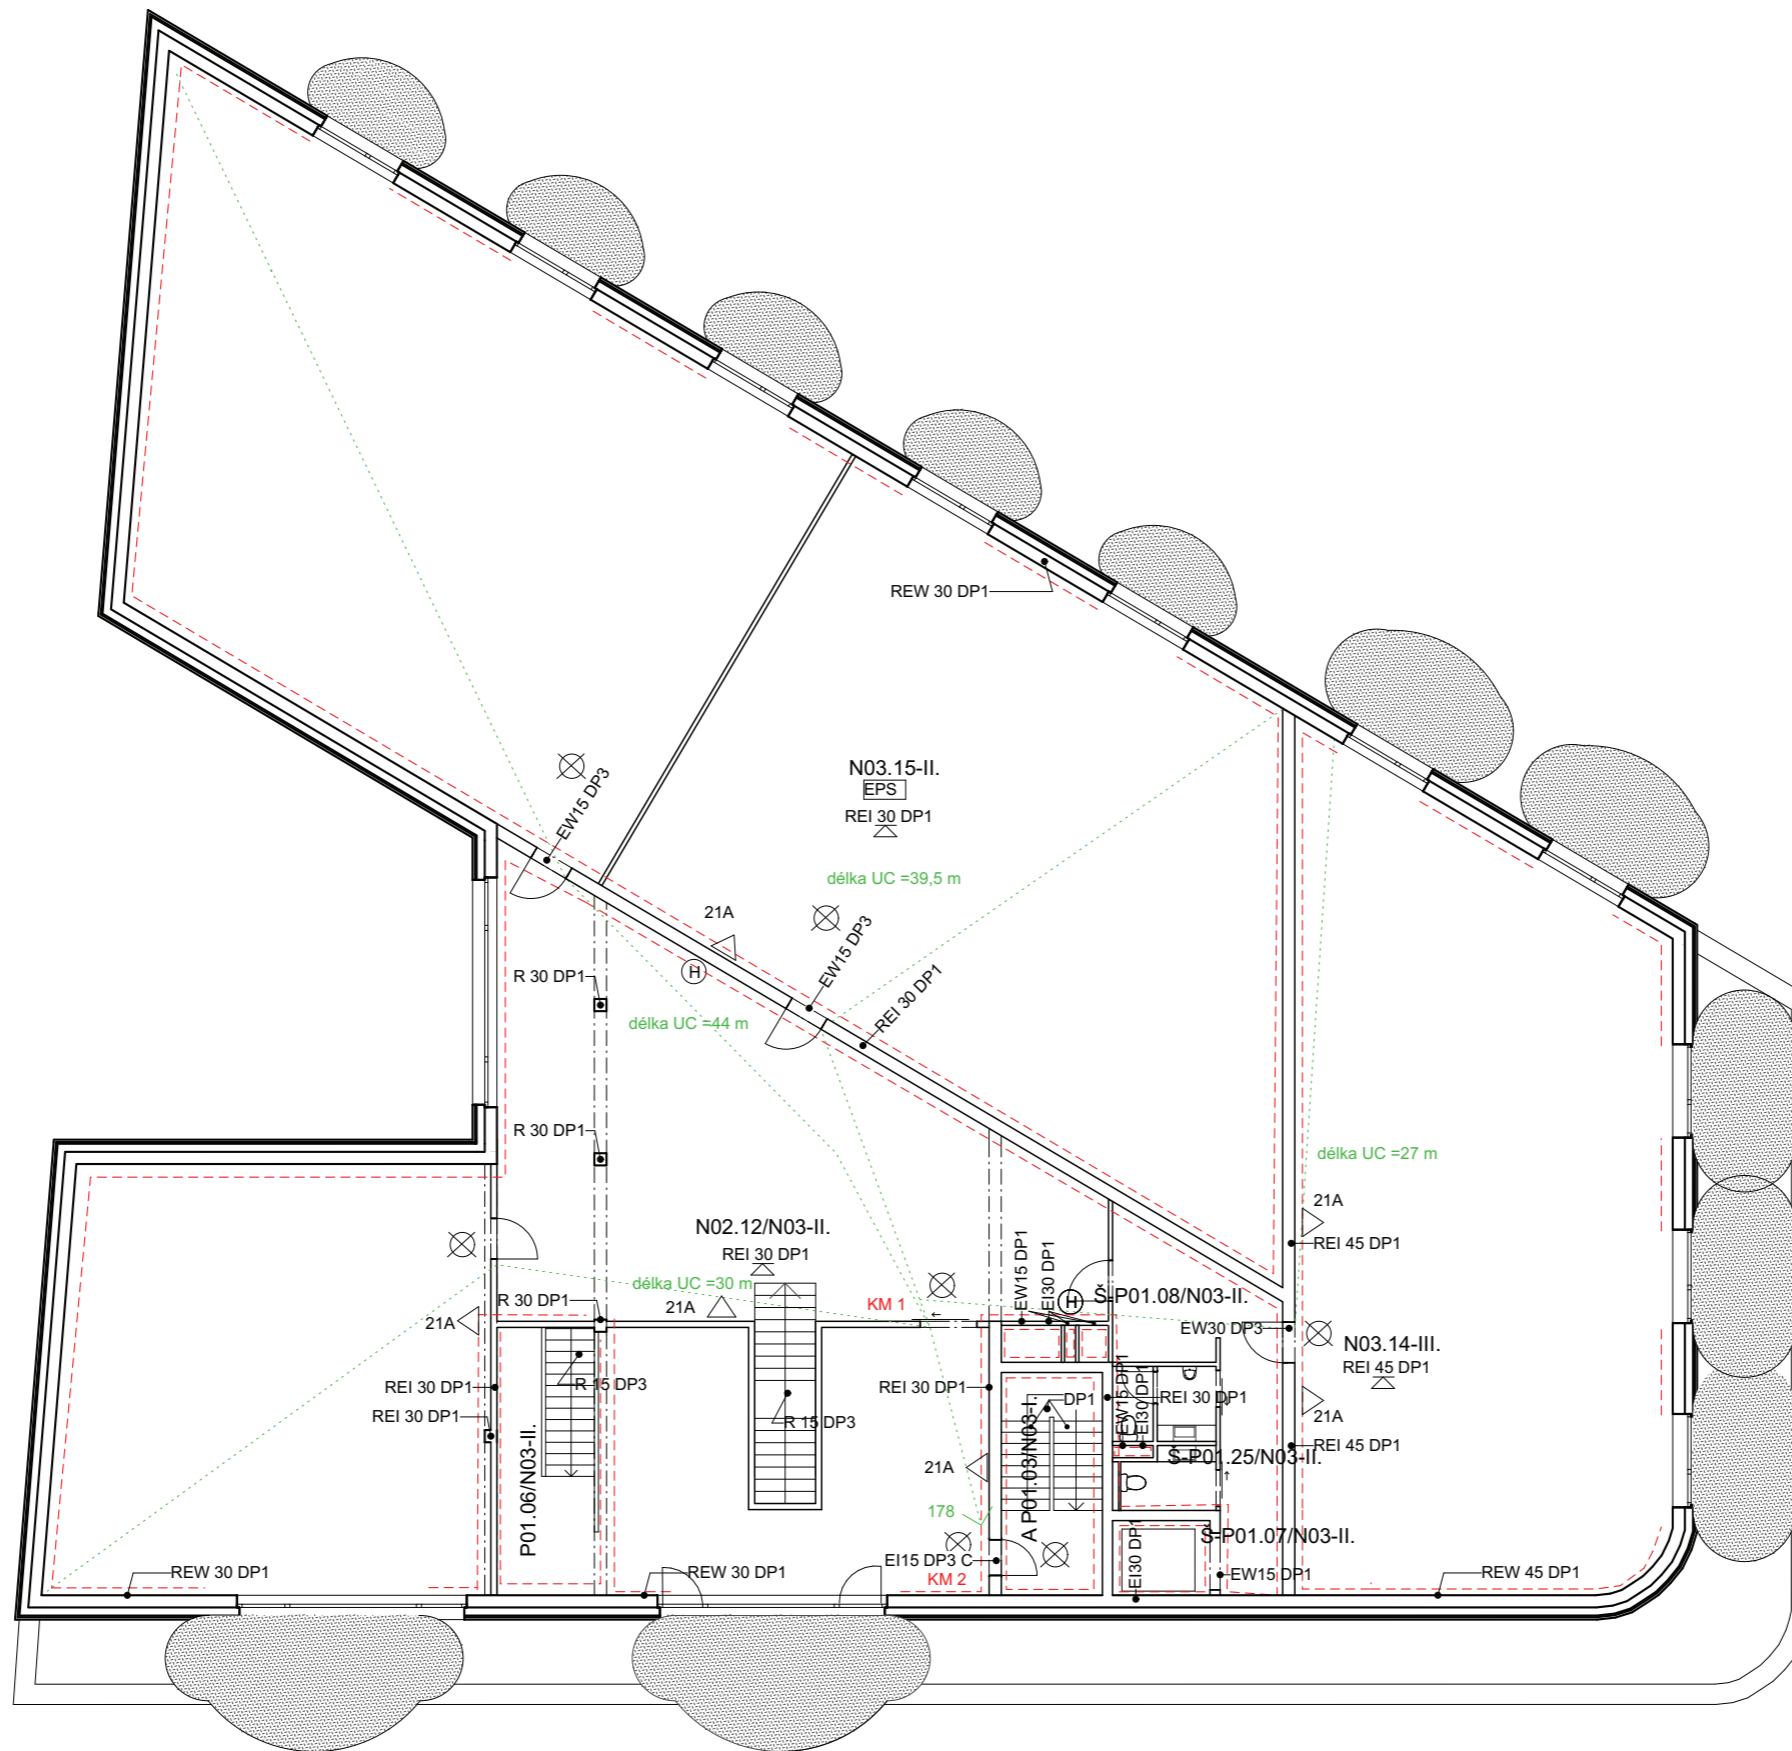 REW 30 DP1
EW15 DP3
N03.15-II.
EPS
REI 30 DP1
délka UC =39,5 m
21A
H
EW15 DP3
REI 30 DP1
R 30 DP1
délka UC =44 m
R 30 DP1
délka UC =27 m
21A
REI 45 DP1
N02.12/N03-II.
REI 30 DP1
délka UC =30 m
R 30 DP1
21A
21A
KM 1
EW15 DP1
EI30 DP1
H
Š-P01.08/N03-II.
EW30 DP3
N03.14-III.
REI 45 DP1
REI 30 DP1
REI 30 DP1
R 15 DP3
R 15 DP3
REI 30 DP1
DP1
EW15 DP1
EI30 DP1
REI 30 DP1
21A
REI 45 DP1
P01.06/N03-II.
21A
178
A P01.03/N03-I.
Š-P01.25/N03-II.
Š-P01.07/N03-II.
EI15 DP3 C
KM 2
EI30 DP1
EW15 DP1
REW 30 DP1
REW 30 DP1
REW 45 DP1